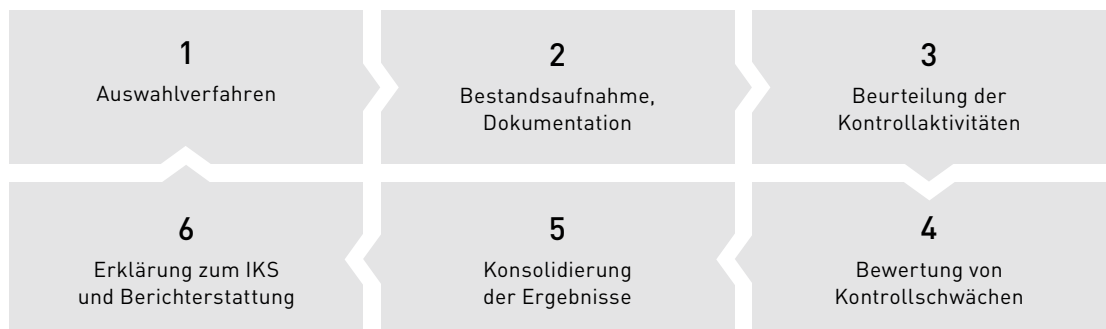 1
Auswahlverfahren
2
Bestandsaufnahme,
Dokumentation
3
Beurteilung der
Kontrollaktivitäten
4
Bewertung von
Kontrollschwächen
5
Konsolidierung
der Ergebnisse
6
Erklärung zum IKS
und Berichterstattung